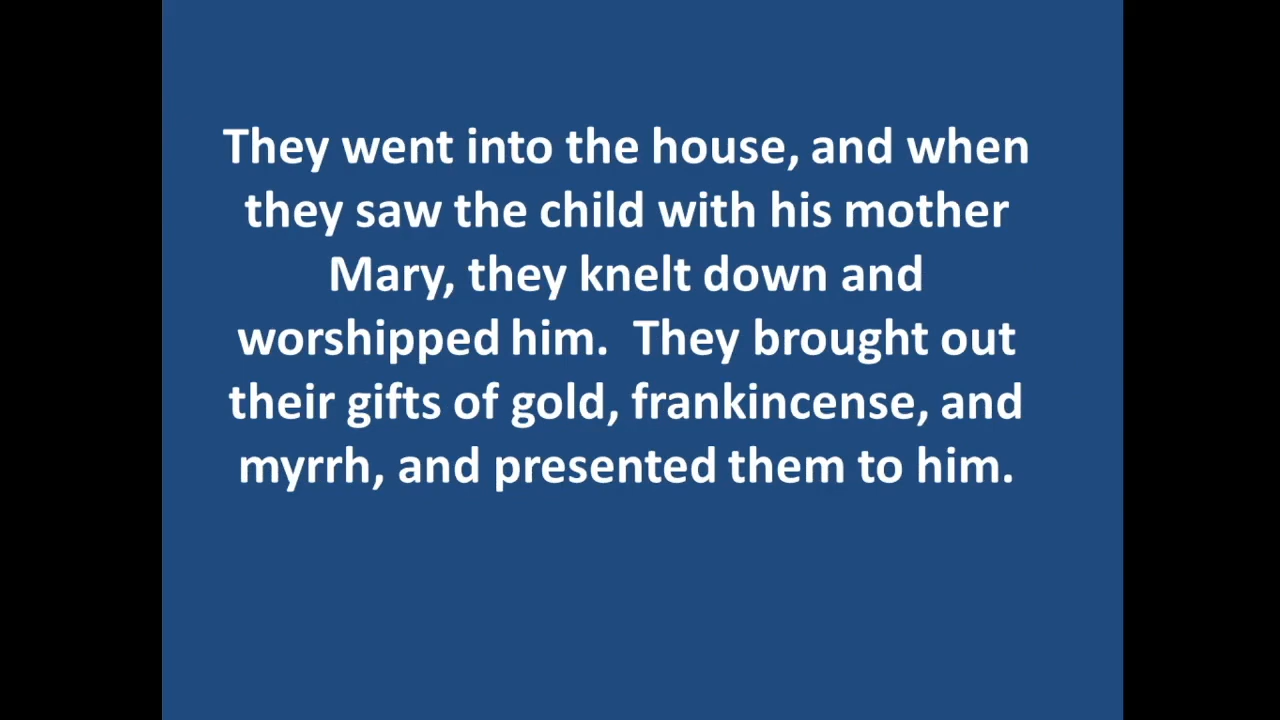 They went into the house, and when
they saw the child with his mother
Mary, they knelt down and
worshipped him.  They brought out
their gifts of gold, frankincense, and
myrrh, and presented them to him.